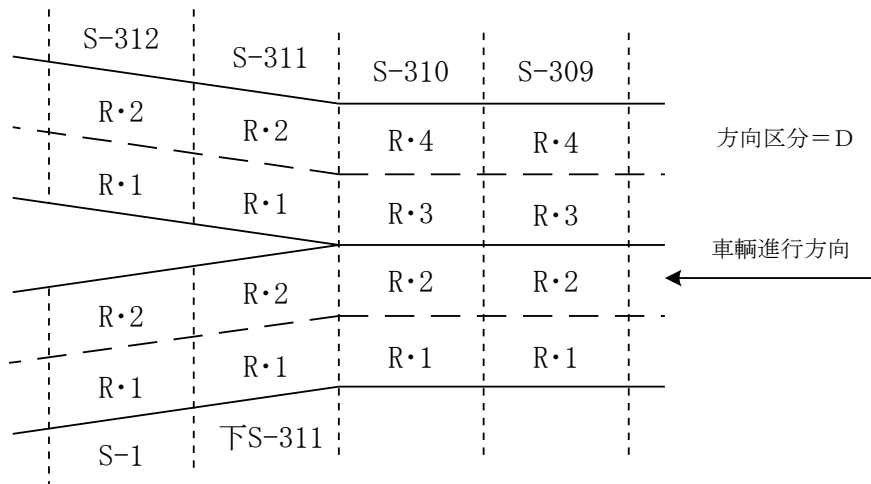 S-312
S-311
S-310
S-309
R・2
R・2
R・4
R・4
方向区分＝D
R・1
R・1
R・3
R・3
車輌進行方向
R・2
R・2
R・2
R・2
R・1
R・1
R・1
R・1
S-1
下S-311